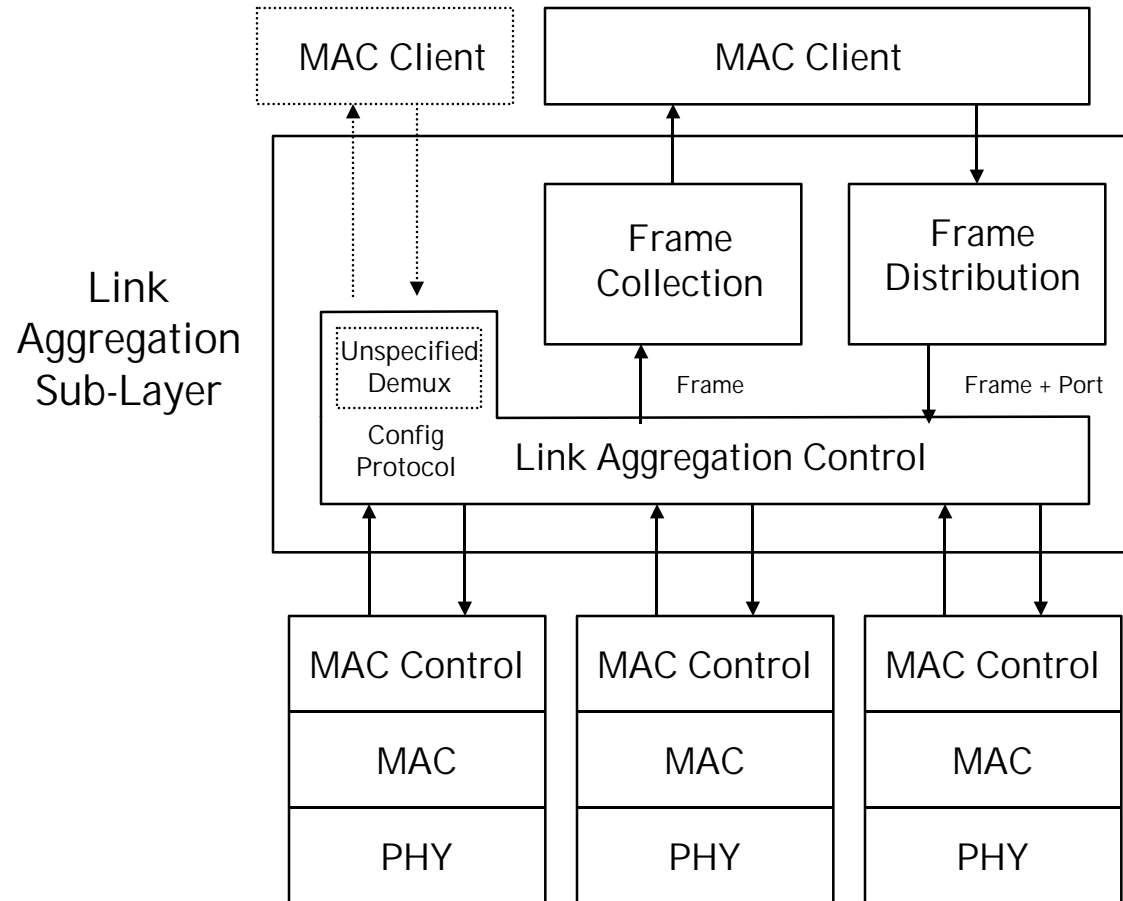 MAC Client
MAC Client
Link
Aggregation
Sub-Layer
Frame
Collection
Frame
Distribution
Unspecified
Demux
Frame
Frame + Port
Config
Protocol
Link Aggregation Control
MAC Control
MAC Control
MAC Control
MAC
MAC
MAC
PHY
PHY
PHY